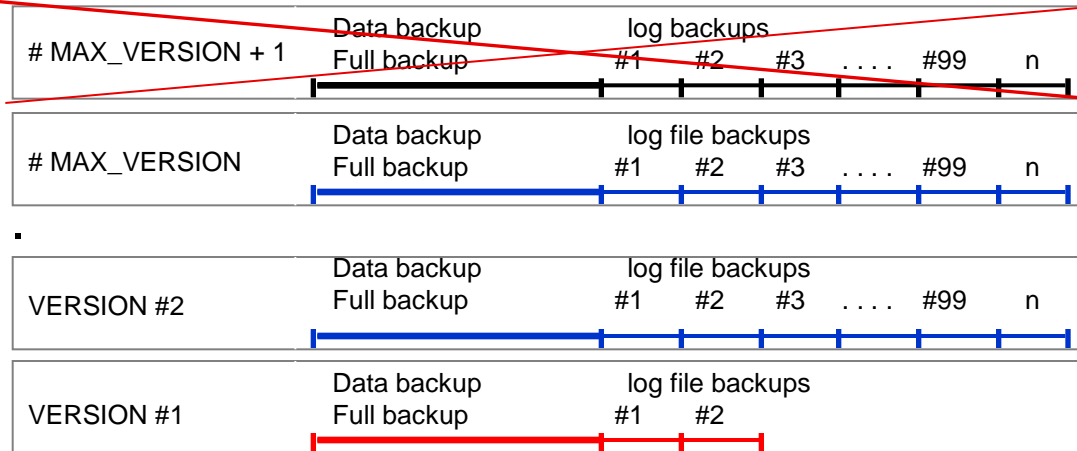 Data backup log backups
# MAX_VERSION + 1 Full backup #1 #2 #3 . . . . #99 n
Data backup log file backups
# MAX_VERSION Full backup #1 #2 #3 . . . . #99 n
Data backup log file backups
VERSION #2 Full backup #1 #2 #3 . . . . #99 n
Data backup log file backups
VERSION #1 Full backup #1 #2